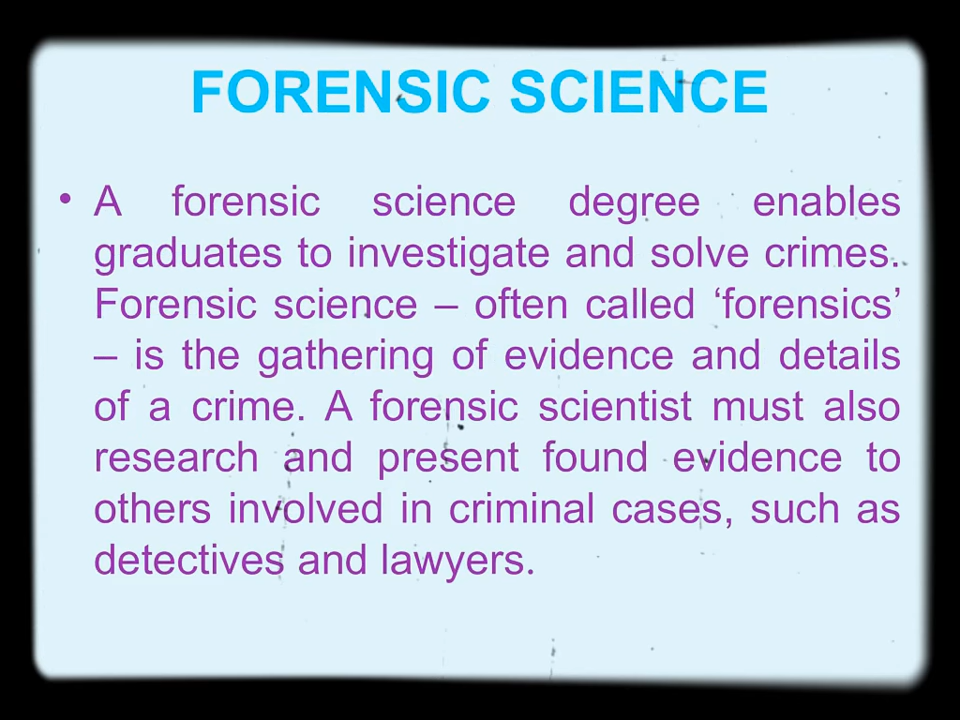 FORENSIC SCIENCE
• A forensic science degree enables
graduates to investigate and solve crimes.
Forensic science – often called ‘forensics’
– is the gathering of evidence and details
of a crime. A forensic scientist must also
research and present found evidence to
others involved in criminal cases, such as
detectives and lawyers.